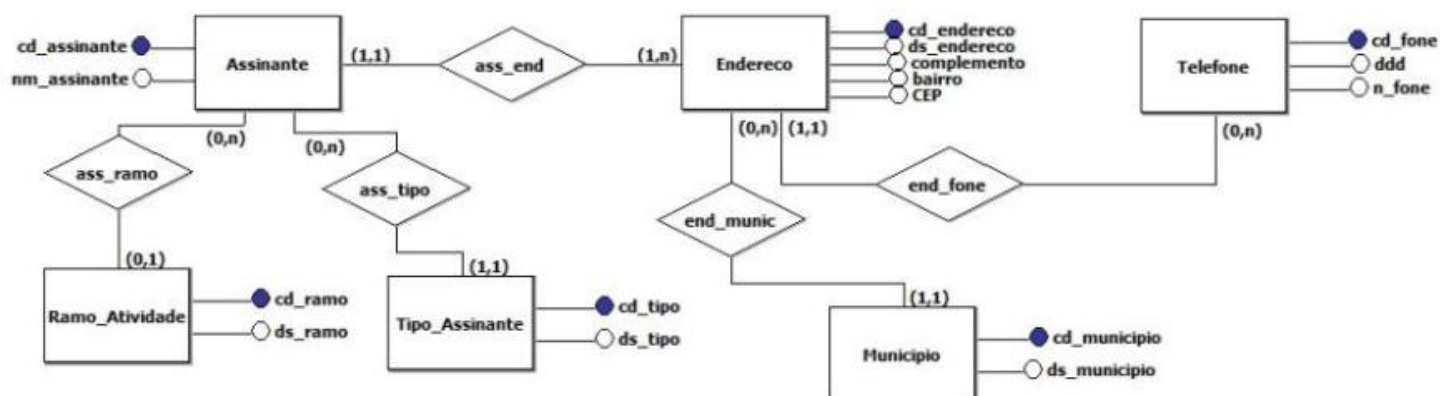 cd_assinante
nm_assinante
Assinante
(1,1)
ass_end
(1,n)
Endereco
cd_endereco
ds_endereco
complemento
bairro
CEP
Telefone
cd_fone
ddd
n_fone
(0,n)
(0,n)
(0,n)
(1,1)
(0,n)
ass_ramo
ass_tipo
end_munic
end_fone
(0,1)
(1,1)
(1,1)
Ramo_Atividade
cd_ramo
ds_ramo
Tipo_Assinante
cd_tipo
ds_tipo
Municipio
cd_municipio
ds_municipio